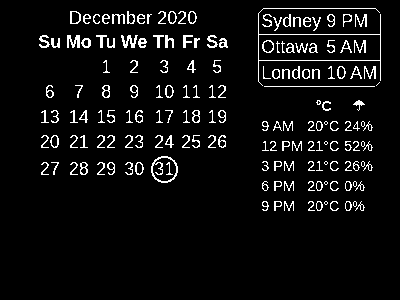 December 2020
Su Mo Tu We Th Fr Sa
1 2 3 4 5
6 7 8 9 10 11 12
13 14 15 16 17 18 19
20 21 22 23 24 25 26
27 28 29 30 31
Sydney 9 PM
Ottawa 5 AM
London 10 AM
°C ☂
9 AM 20°C 24%
12 PM 21°C 52%
3 PM 21°C 26%
6 PM 20°C 0%
9 PM 20°C 0%